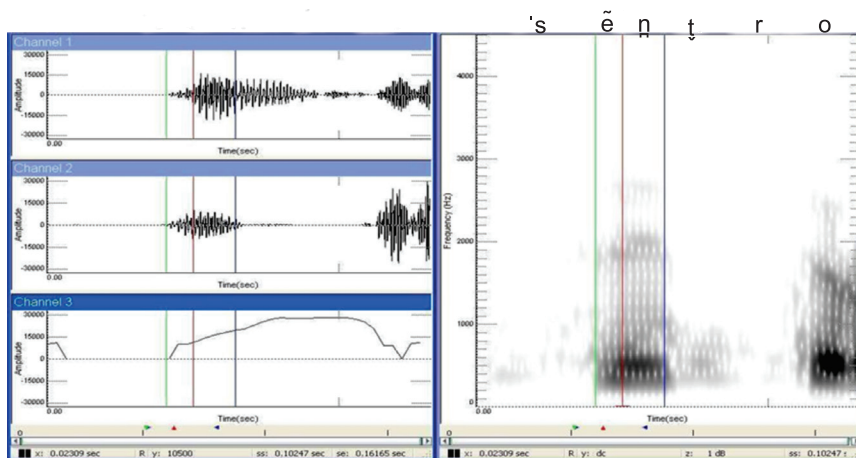 ˈs ẽ n̪ t̬ r o
Channel 1
30000
15000
0
-15000
-30000
Amplitude
0.00
Time(sec)
Channel 2
30000
15000
0
-15000
-30000
Amplitude
0.00
Time(sec)
Channel 3
30000
15000
0
-15000
-30000
Amplitude
0.00
Time(sec)
0
x: 0.02309 sec R y: 10500 ss: 0.10247 sec se: 0.16165 sec
4000
3000
2000
1000
0
Frequency (Hz)
0.00
Time(sec)
0
x: 0.02309 sec R y: dc z: 1 dB ss: 0.10247